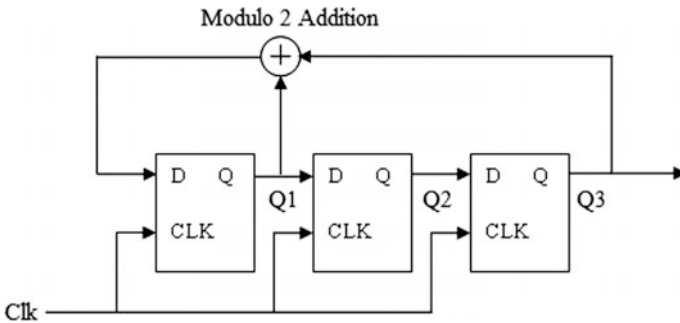 Modulo 2 Addition
+
D Q
Q1
D Q
Q2
D Q
Q3
CLK
CLK
CLK
Clk